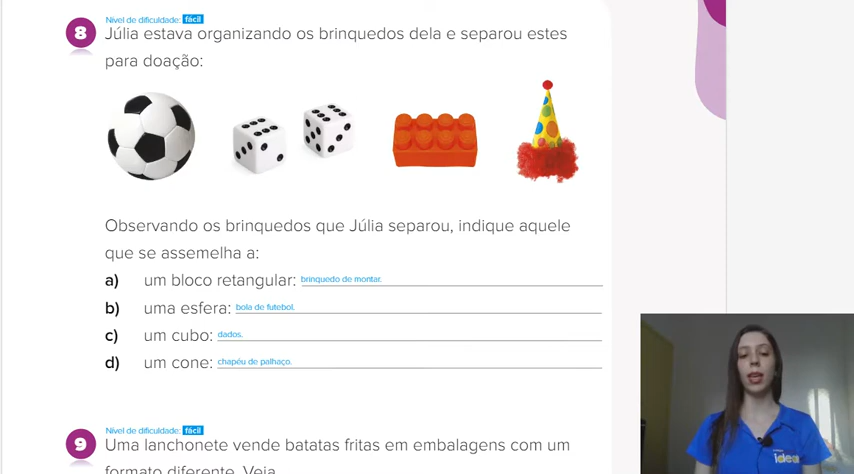 Nível de dificuldade: fácil
8 Júlia estava organizando os brinquedos dela e separou estes
para doação:
Observando os brinquedos que Júlia separou, indique aquele
que se assemelha a:
a) um bloco retangular: brinquedo de montar.
b) uma esfera: bola de futebol.
c) um cubo: dados.
d) um cone: chapéu de palhaço.
Nível de dificuldade: fácil
9 Uma lanchonete vende batatas fritas em embalagens com um
formato diferente. Veja
idea